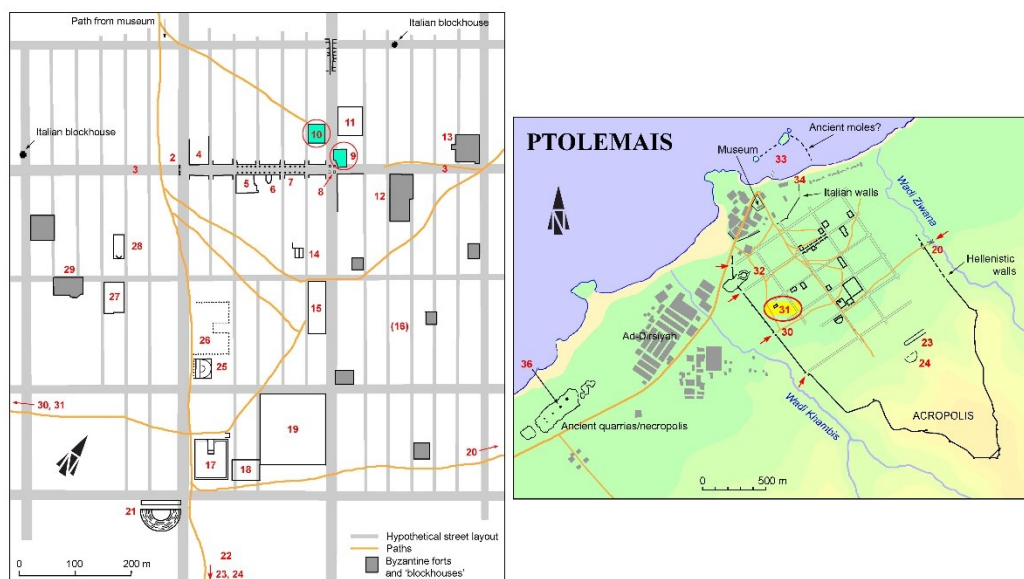 Path from museum
Italian blockhouse
11
10
13
Italian blockhouse
4
2
9
3
3
5
6
7
8
12
28
14
29
27
15
26
(16)
25
30, 31
19
20
17
18
21
Hypothetical street layout
Paths
Byzantine forts
and 'blockhouses'
22
23, 24
0 100 200 m
N
PTOLEMAIS
Ancient moles?
Museum
33
34
Italian walls
Wadi Ziwana
20
Hellenistic
walls
32
31
30
Ad-Dirsiyah
23
24
36
Wadi Khambis
ACROPOLIS
Ancient quarries/necropolis
0 500 m
N